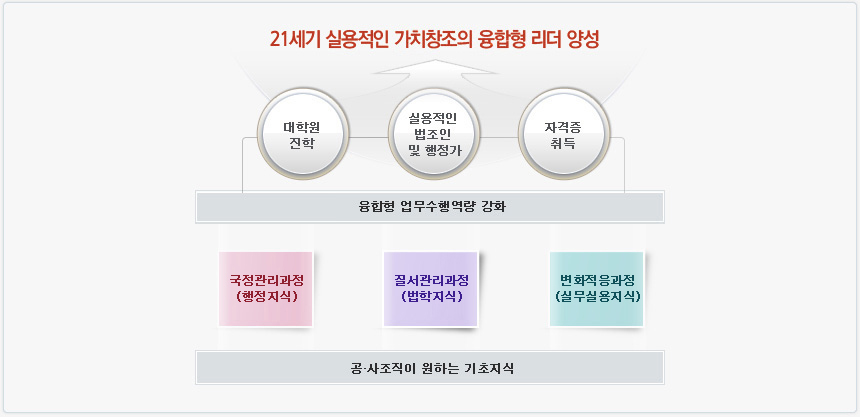 21세기 실용적인 가치창조의 융합형 리더 양성
대학원
진학
실용적인
법조인
및 행정가
자격증
취득
융합형 업무수행역량 강화
국정관리과정
(행정지식)
질서관리과정
(법학지식)
변화적응과정
(실무실용지식)
공·사조직이 원하는 기초지식